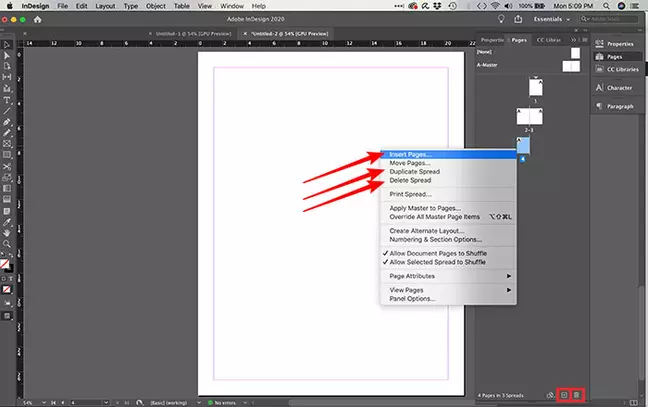 InDesign File Edit Layout Type Object Table View Window Help
Mon 5:09 PM
Adobe InDesign 2020
Essentials
Adobe Stock
*Untitled-1 @ 54% [GPU Preview]
*Untitled-2 @ 54% [GPU Preview]
Propertie Pages CC Librar
[None]
A-Master
A
1
A A
2-3
A
4
Properties
Pages
CC Libraries
Character
Paragraph
Insert Pages...
Move Pages...
Duplicate Spread
Delete Spread
Print Spread...
Apply Master to Pages...
Override All Master Page Items ⌥⇧⌘L
Create Alternate Layout...
Numbering & Section Options...
✓ Allow Document Pages to Shuffle
✓ Allow Selected Spread to Shuffle
Page Attributes
View Pages
Panel Options...
54%
4
[Basic] (working)
No errors
4 Pages in 3 Spreads